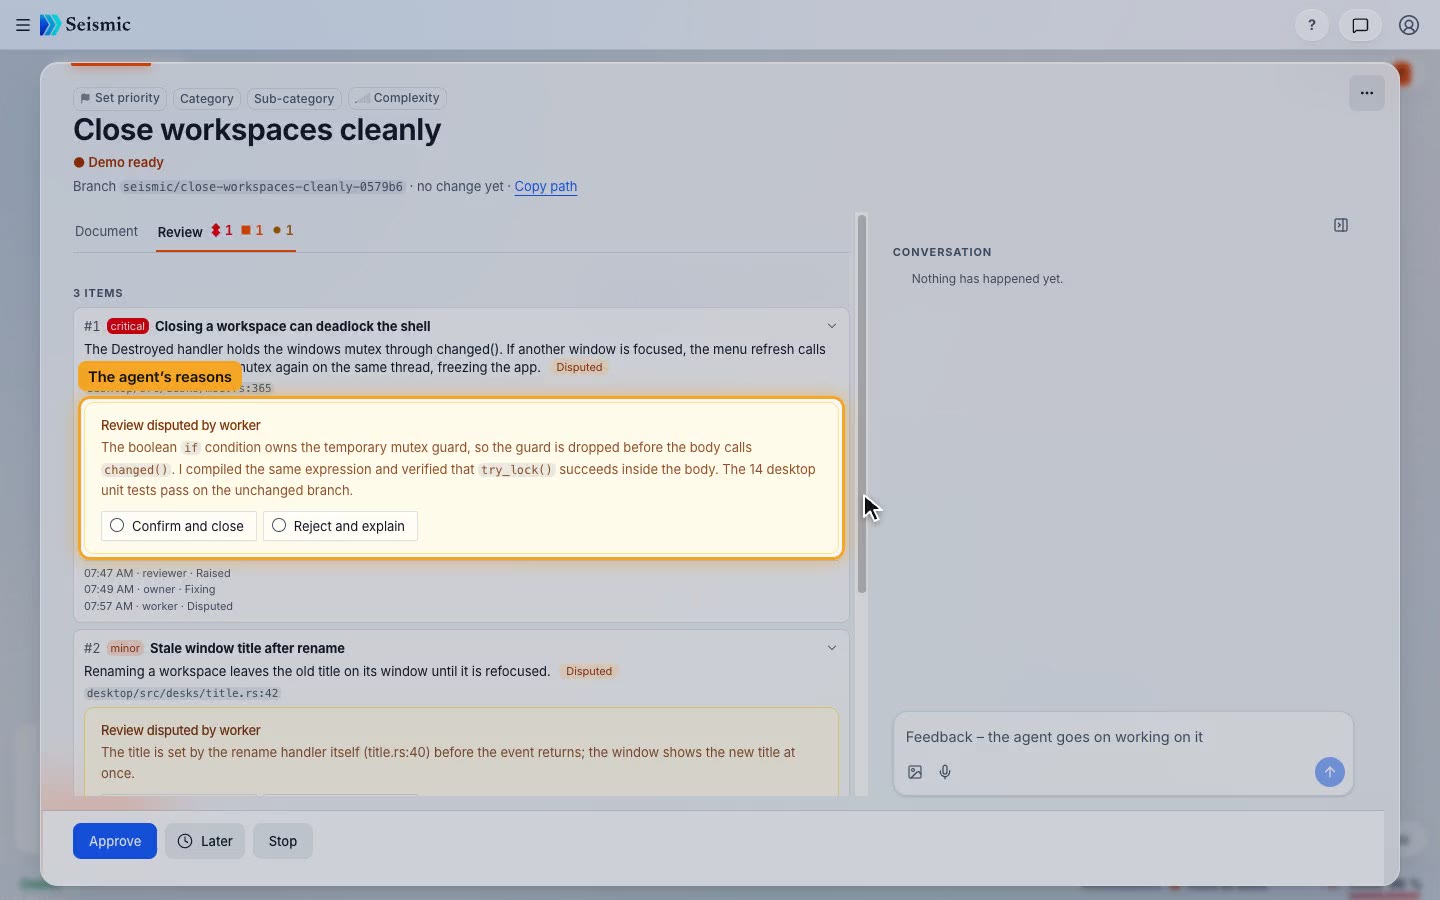 Seismic
?
Set priority Category Sub-category Complexity
...
Close workspaces cleanly
Demo ready
Branch seismic/close-workspaces-cleanly-0579b6 · no change yet · Copy path
Document Review 1 1 1
CONVERSATION
Nothing has happened yet.
3 ITEMS
#1 critical Closing a workspace can deadlock the shell
The Destroyed handler holds the windows mutex through changed(). If another window is focused, the menu refresh calls
mutex again on the same thread, freezing the app. Disputed
The agent's reasons
Review disputed by worker
The boolean if condition owns the temporary mutex guard, so the guard is dropped before the body calls
changed(). I compiled the same expression and verified that try_lock() succeeds inside the body. The 14 desktop
unit tests pass on the unchanged branch.
Confirm and close Reject and explain
07:47 AM · reviewer · Raised
07:49 AM · owner · Fixing
07:57 AM · worker · Disputed
#2 minor Stale window title after rename
Renaming a workspace leaves the old title on its window until it is refocused. Disputed
desktop/src/desks/title.rs:42
Review disputed by worker
The title is set by the rename handler itself (title.rs:40) before the event returns; the window shows the new title at
once.
Feedback – the agent goes on working on it
Approve Later Stop